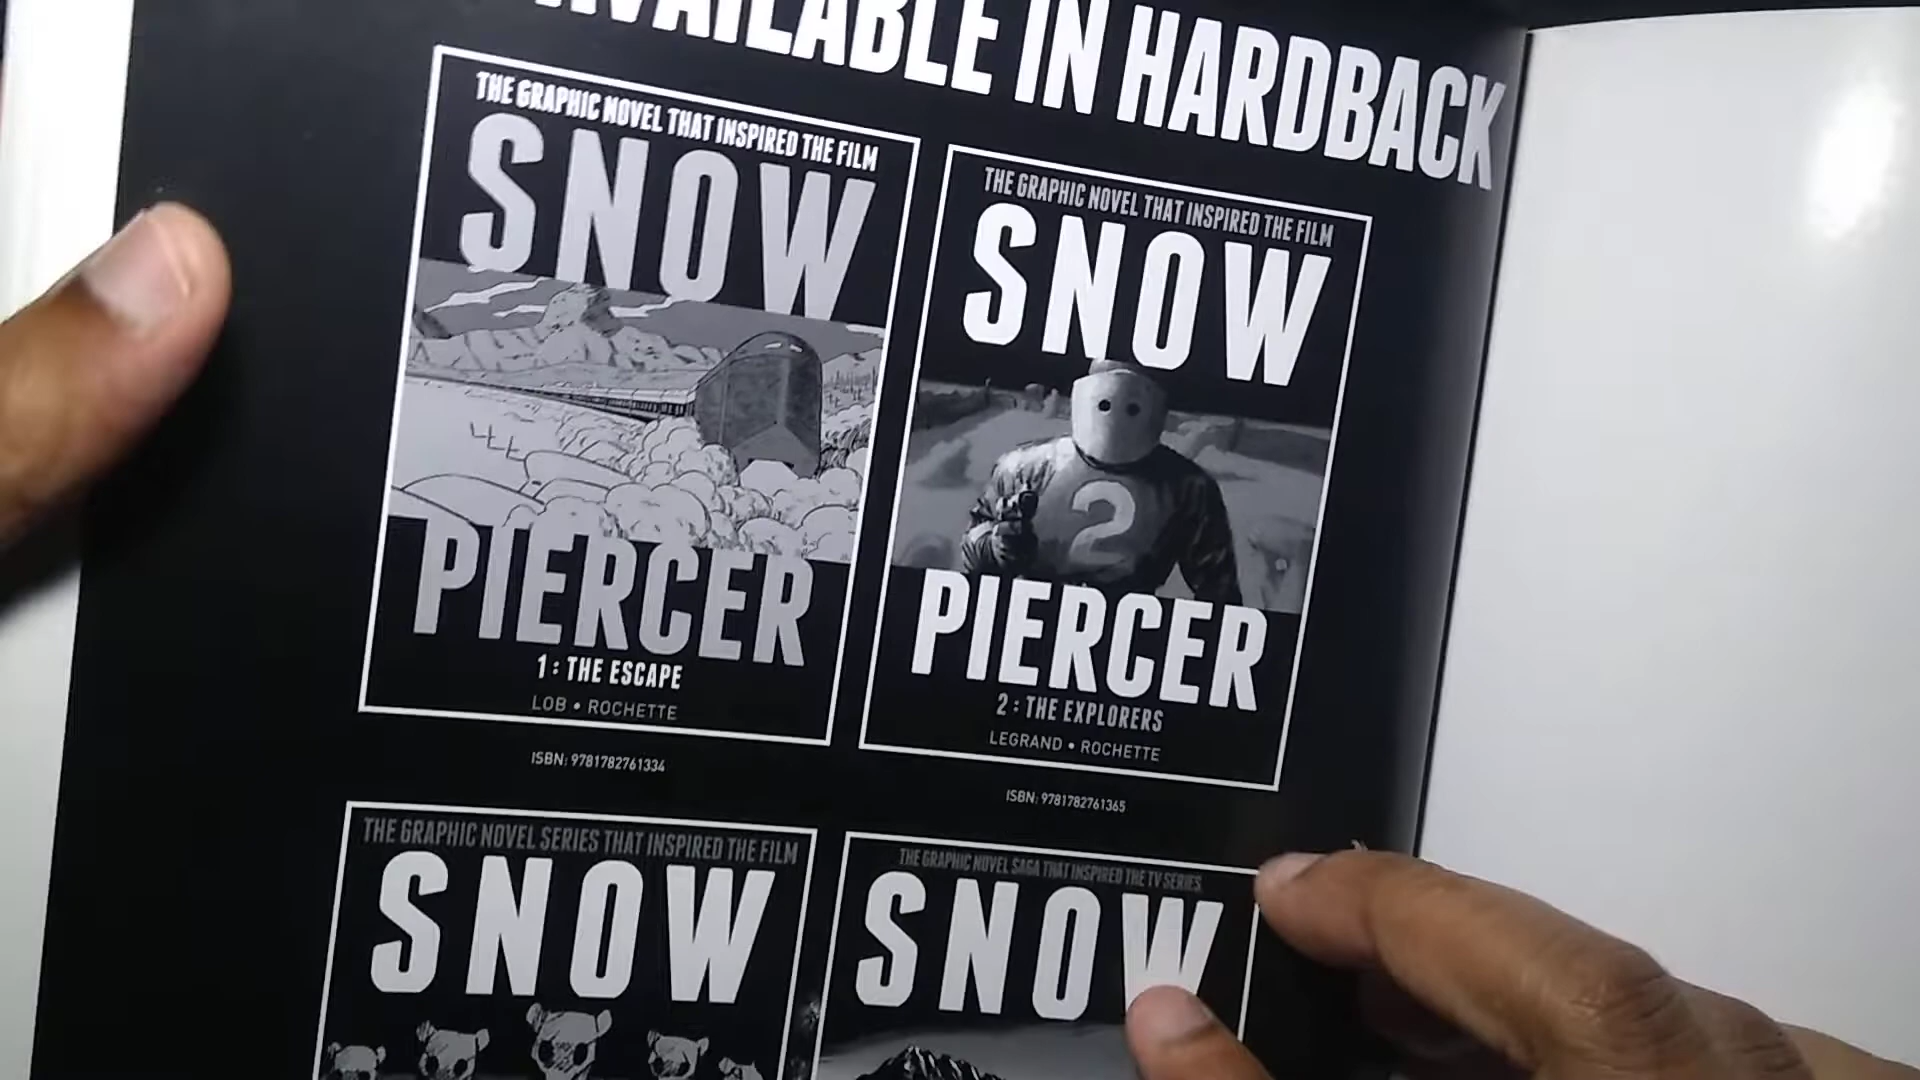 AVAILABLE IN HARDBACK
THE GRAPHIC NOVEL THAT INSPIRED THE FILM
SNOW
PIERCER
1 : THE ESCAPE
LOB • ROCHETTE
ISBN: 9781782761334
THE GRAPHIC NOVEL THAT INSPIRED THE FILM
SNOW
2
PIERCER
2 : THE EXPLORERS
LEGRAND • ROCHETTE
ISBN: 9781782761365
THE GRAPHIC NOVEL SERIES THAT INSPIRED THE FILM
SNOW
THE GRAPHIC NOVEL SAGA THAT INSPIRED THE TV SERIES
SNOW